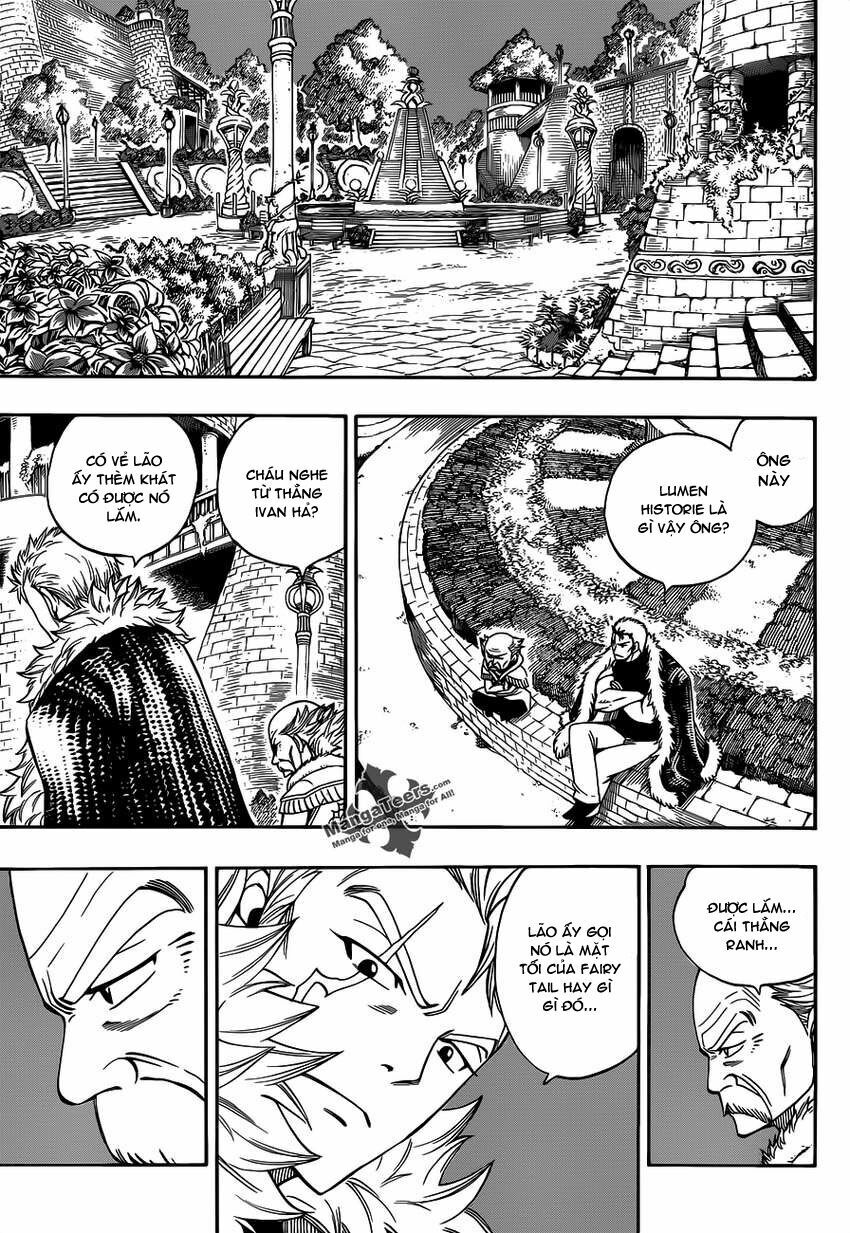 ÔNG
NÀY
LUMEN
HISTORIE LÀ
GÌ VẬY ÔNG?
CHÁU NGHE
TỪ THẰNG
IVAN HẢ?
CÓ VẺ LÃO
ẤY THÈM KHÁT
CÓ ĐƯỢC NÓ
LẮM.
MangaTeers.com
Manga for one, Manga for All!
ĐƯỢC LẮM...
CÁI THẰNG
RANH...
LÃO ẤY GỌI
NÓ LÀ MẶT
TỐI CỦA FAIRY
TAIL HAY GÌ
GÌ ĐÓ...